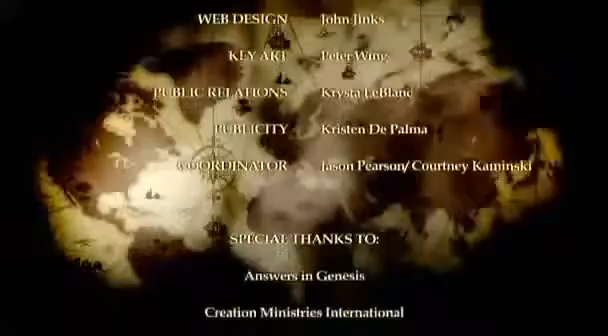 WEB DESIGN John Jinks
KEY ART Peter Wing
PUBLIC RELATIONS Krysta LeBlanc
PUBLICITY Kristen De Palma
COORDINATOR Jason Pearson/ Courtney Kaminski
SPECIAL THANKS TO:
Answers in Genesis
Creation Ministries International